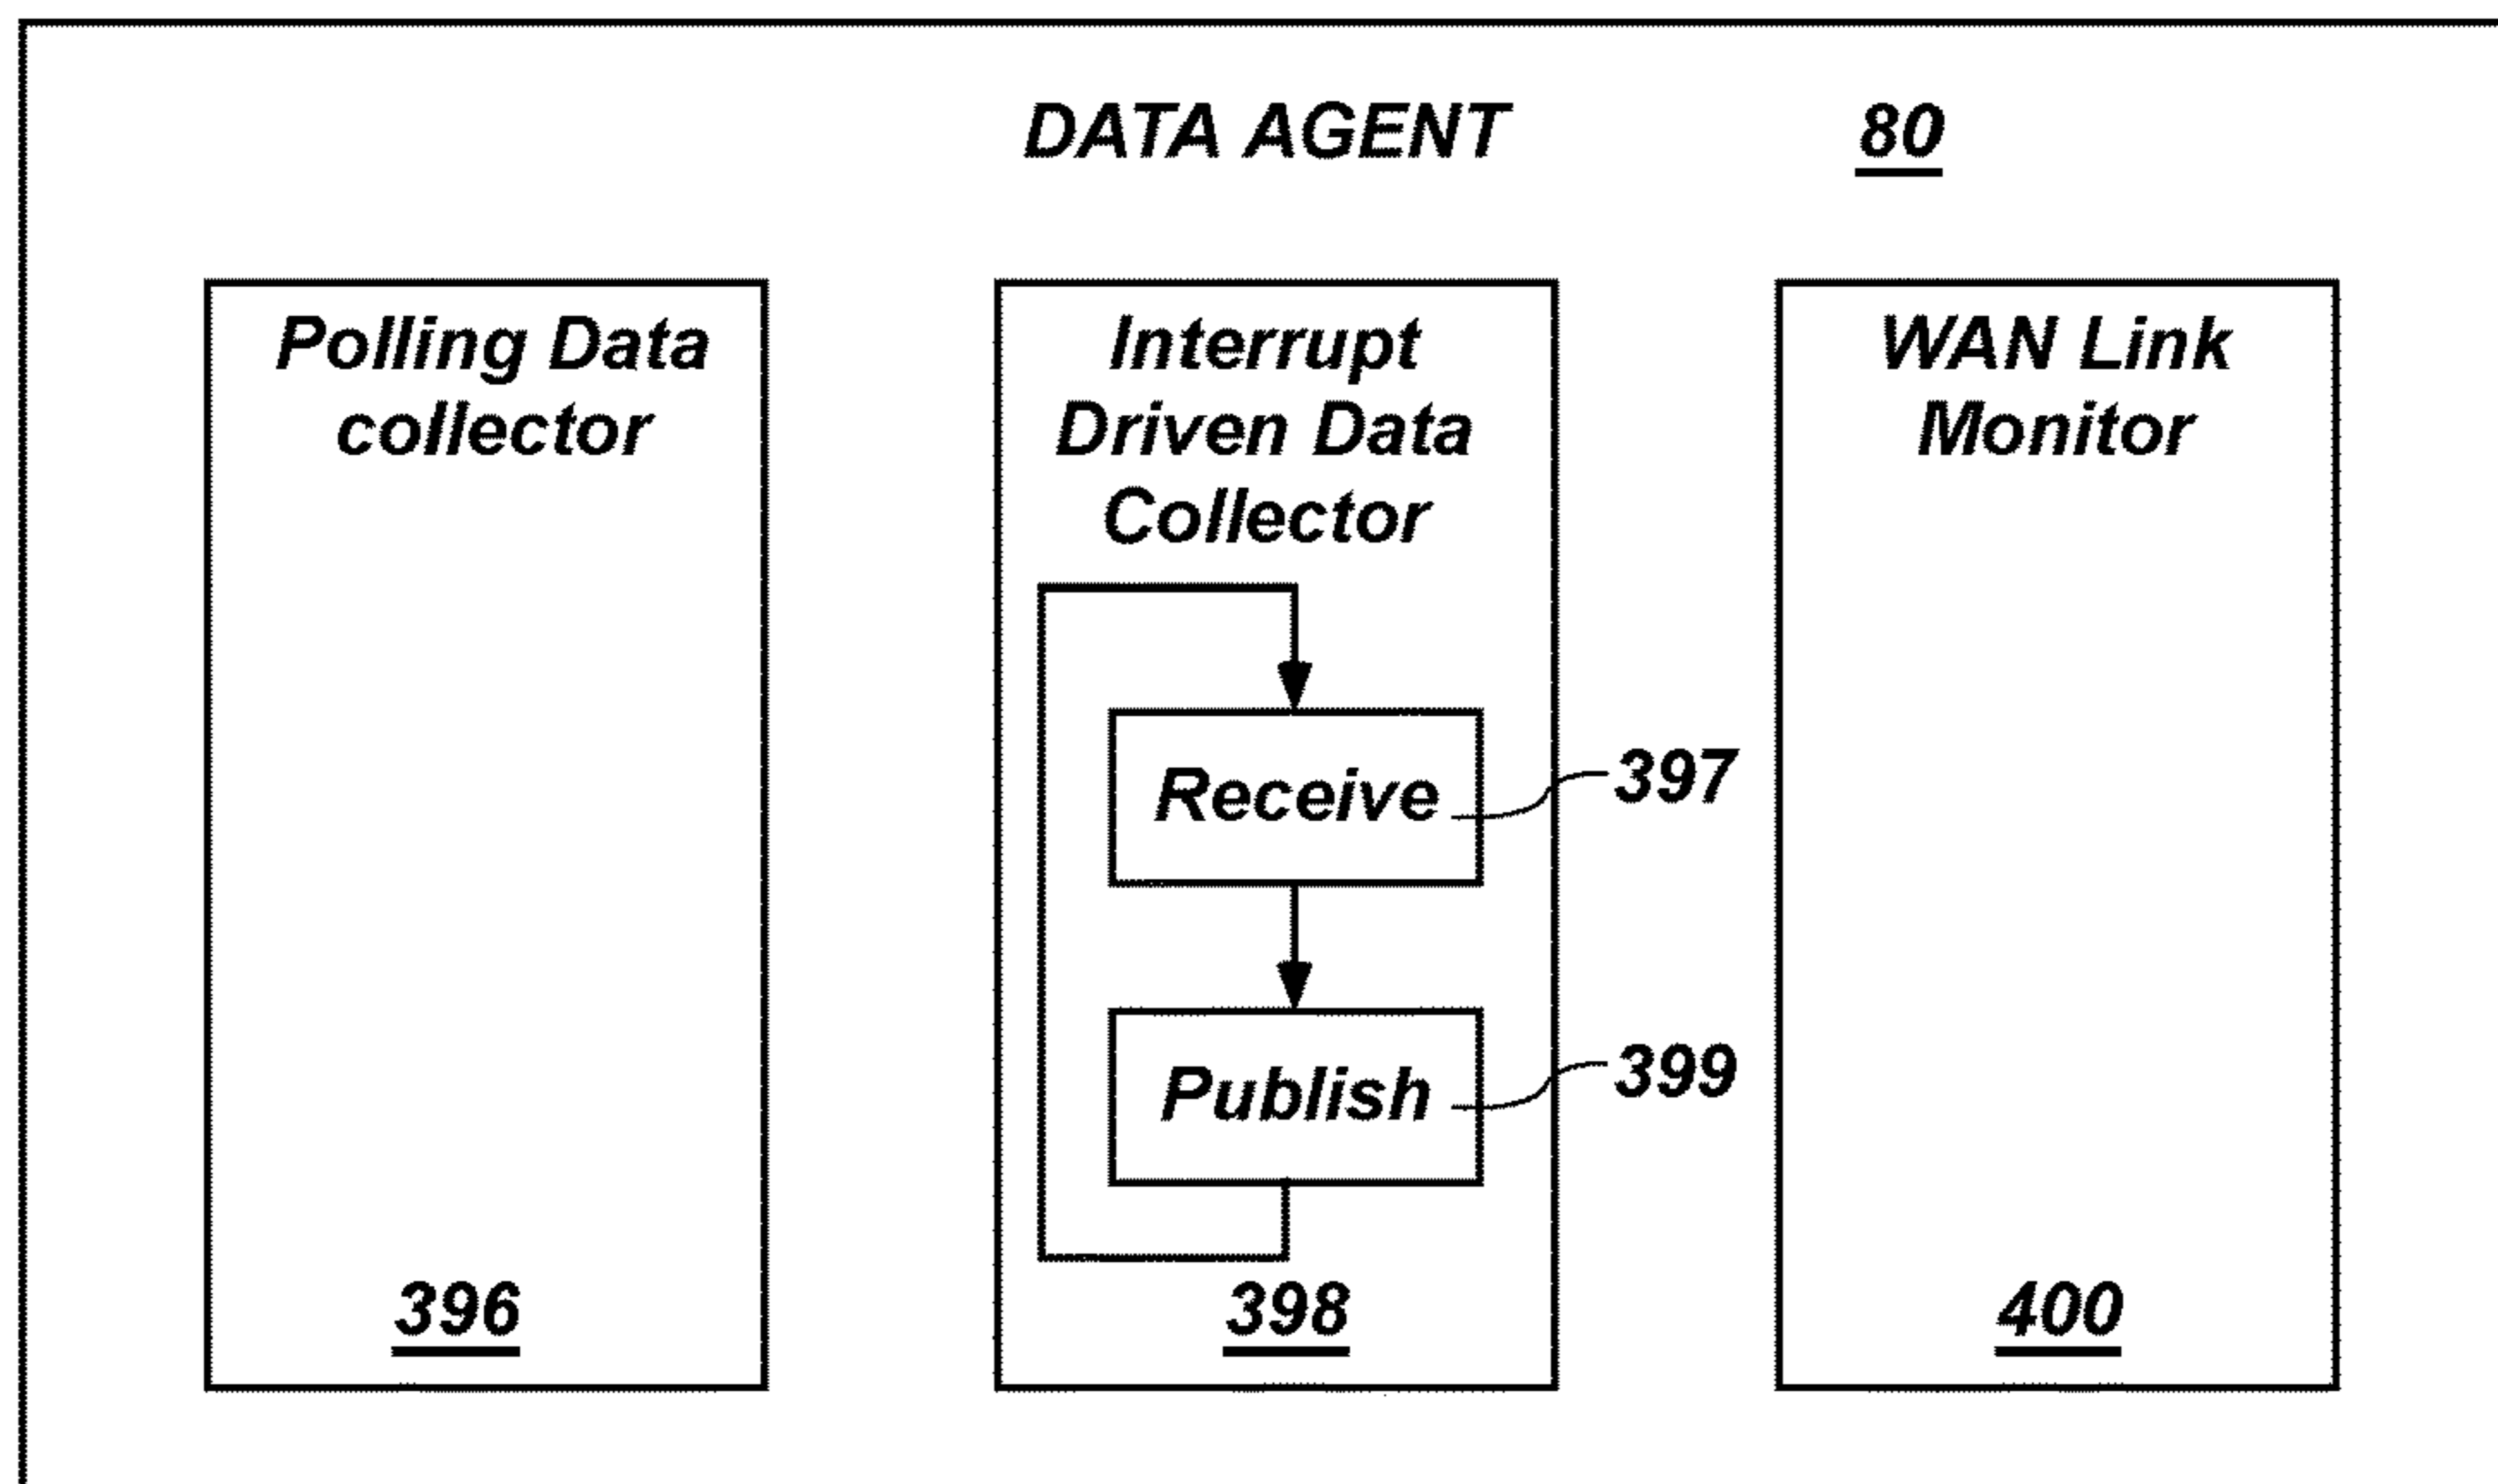 DATA AGENT 80
Polling Data
collector
396
Interrupt
Driven Data
Collector
Receive
397
Publish
399
398
WAN Link
Monitor
400